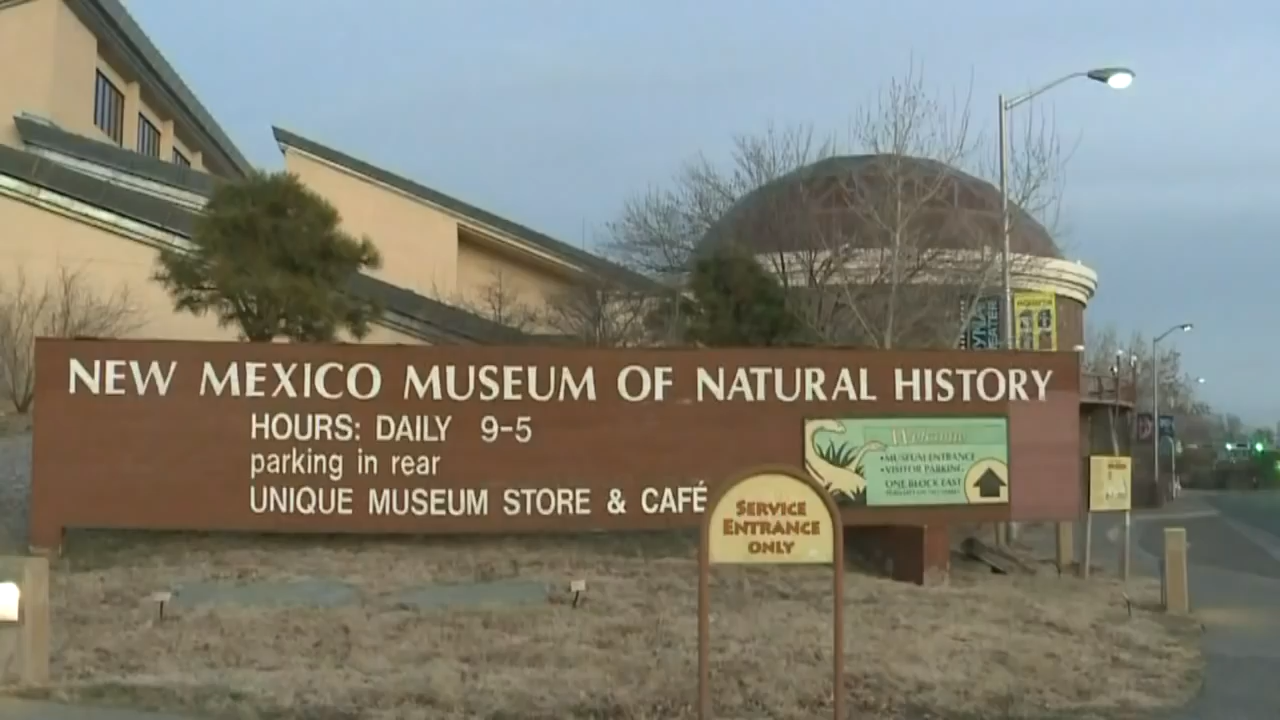 NEW MEXICO MUSEUM OF NATURAL HISTORY
HOURS: DAILY 9-5
parking in rear
UNIQUE MUSEUM STORE & CAFÉ
Welcome
•MUSEUM ENTRANCE
•VISITOR PARKING
ONE BLOCK EAST
SERVICE
ENTRANCE
ONLY